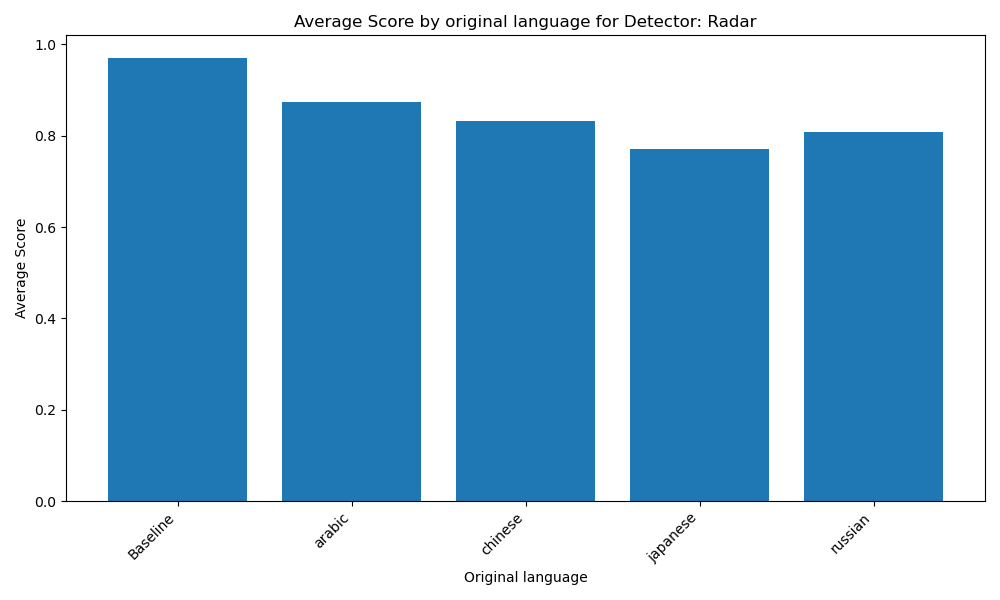 Average Score by original language for Detector: Radar
Average Score
1.0
0.8
0.6
0.4
0.2
0.0
Baseline
arabic
chinese
japanese
russian
Original language